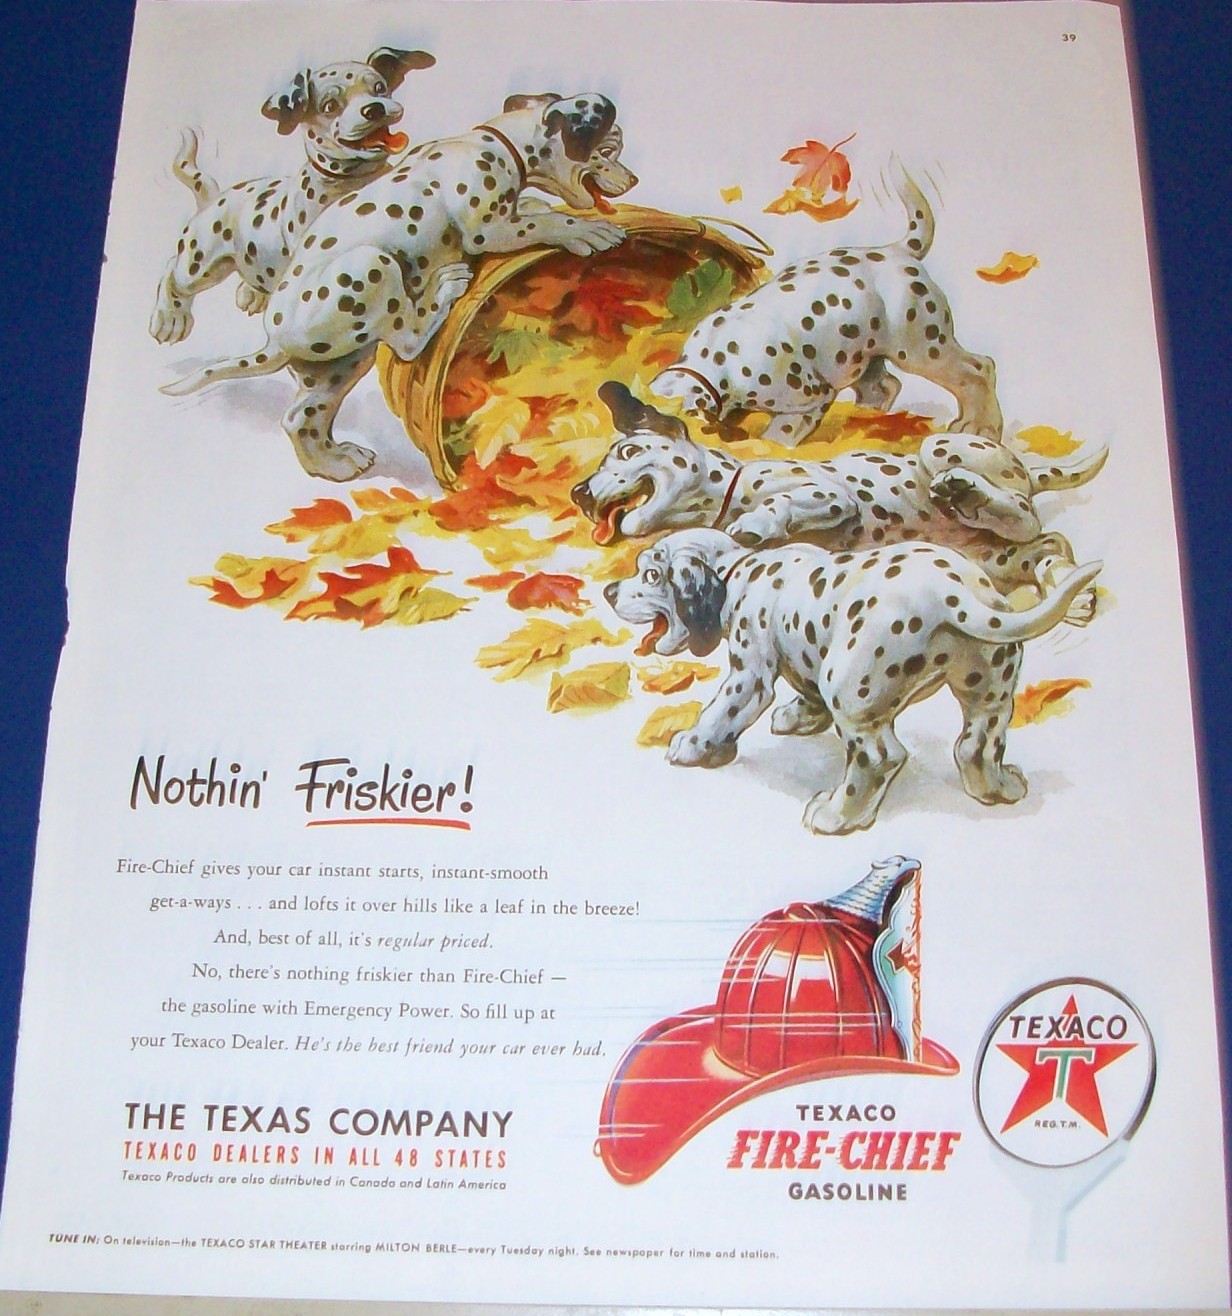 39
Nothin' Friskier!
Fire-Chief gives your car instant starts, instant-smooth
get-a-ways . . . and lofts it over hills like a leaf in the breeze!
And, best of all, it's regular priced.
No, there's nothing friskier than Fire-Chief —
the gasoline with Emergency Power. So fill up at
your Texaco Dealer. He's the best friend your car ever had.
THE TEXAS COMPANY
TEXACO DEALERS IN ALL 48 STATES
Texaco Products are also distributed in Canada and Latin America
TEXACO
FIRE-CHIEF
GASOLINE
TEXACO
T
REG. T.M.
TUNE IN: On television—the TEXACO STAR THEATER starring MILTON BERLE—every Tuesday night. See newspaper for time and station.